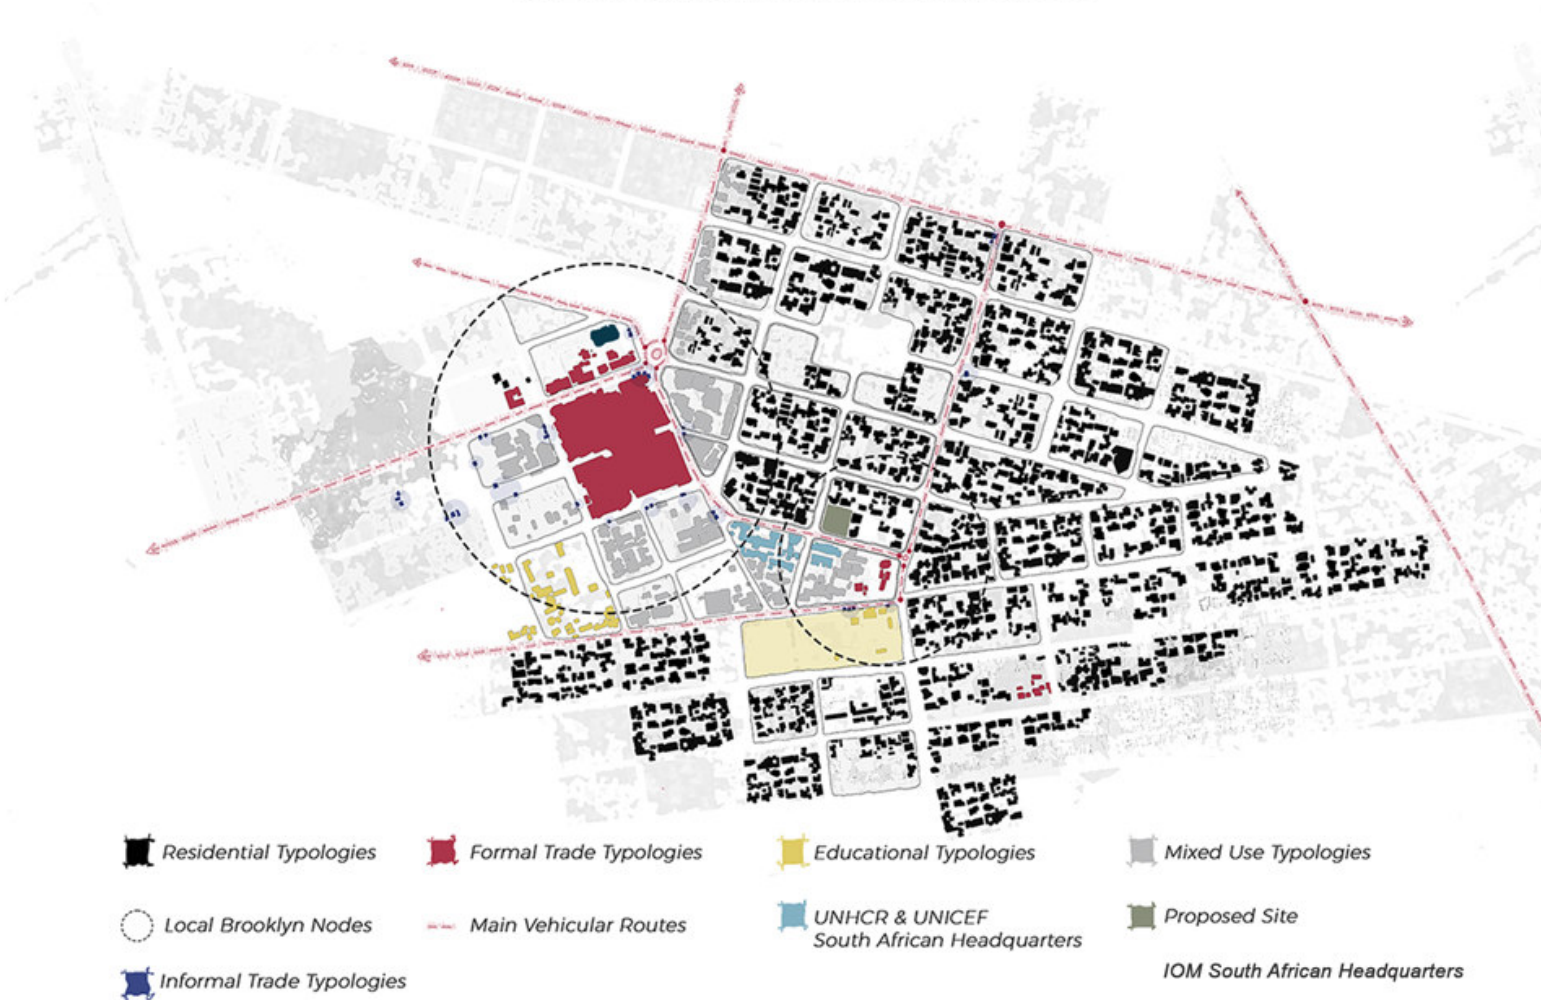 Residential Typologies
Formal Trade Typologies
Educational Typologies
Mixed Use Typologies
Local Brooklyn Nodes
Main Vehicular Routes
UNHCR & UNICEF
South African Headquarters
Proposed Site
Informal Trade Typologies
IOM South African Headquarters